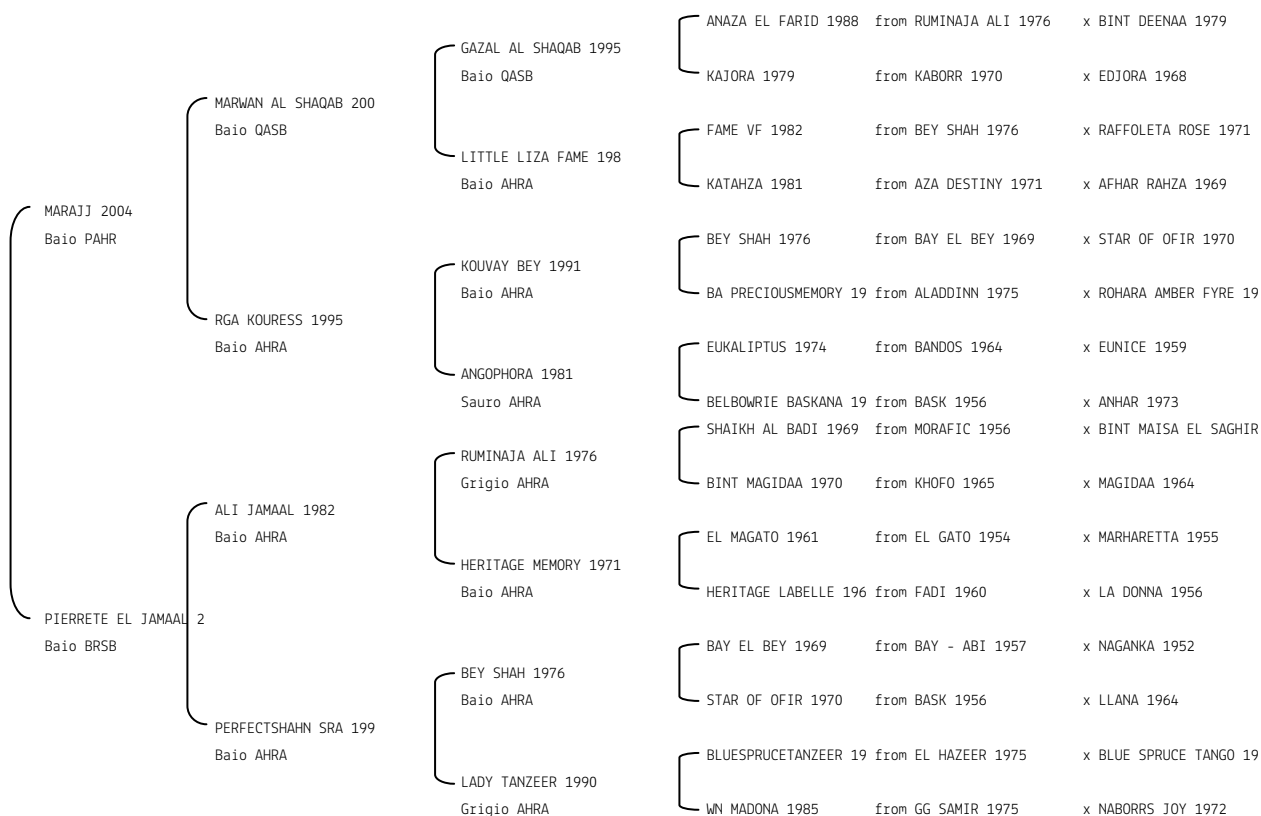 ANAZA EL FARID 1988 from RUMINAJA ALI 1976 x BINT DEENAA 1979
GAZAL AL SHAQAB 1995
Baio QASB
KAJORA 1979 from KABORR 1970 x EDJORA 1968
MARWAN AL SHAQAB 200
Baio QASB
FAME VF 1982 from BEY SHAH 1976 x RAFFOLETA ROSE 1971
LITTLE LIZA FAME 198
Baio AHRA
KATAHZA 1981 from AZA DESTINY 1971 x AFHAR RAHZA 1969
MARAJJ 2004
Baio PAHR
BEY SHAH 1976 from BAY EL BEY 1969 x STAR OF OFIR 1970
KOUVAY BEY 1991
Baio AHRA
BA PRECIOUSMEMORY 19 from ALADDINN 1975 x ROHARA AMBER FYRE 19
RGA KOURESS 1995
Baio AHRA
EUKALIPTUS 1974 from BANDOS 1964 x EUNICE 1959
ANGOPHORA 1981
Sauro AHRA
BELBOWRIE BASKANA 19 from BASK 1956 x ANHAR 1973
SHAIKH AL BADI 1969 from MORAFIC 1956 x BINT MAISA EL SAGHIR
RUMINAJA ALI 1976
Grigio AHRA
BINT MAGIDAA 1970 from KHOFO 1965 x MAGIDAA 1964
ALI JAMAAL 1982
Baio AHRA
EL MAGATO 1961 from EL GATO 1954 x MARHARETTA 1955
HERITAGE MEMORY 1971
Baio AHRA
HERITAGE LABELLE 196 from FADI 1960 x LA DONNA 1956
PIERRETE EL JAMAAL 2
Baio BRSB
BAY EL BEY 1969 from BAY - ABI 1957 x NAGANKA 1952
BEY SHAH 1976
Baio AHRA
STAR OF OFIR 1970 from BASK 1956 x LLANA 1964
PERFECTSHAHN SRA 199
Baio AHRA
BLUESPRUCETANZEER 19 from EL HAZEER 1975 x BLUE SPRUCE TANGO 19
LADY TANZEER 1990
Grigio AHRA
WN MADONA 1985 from GG SAMIR 1975 x NABORRS JOY 1972